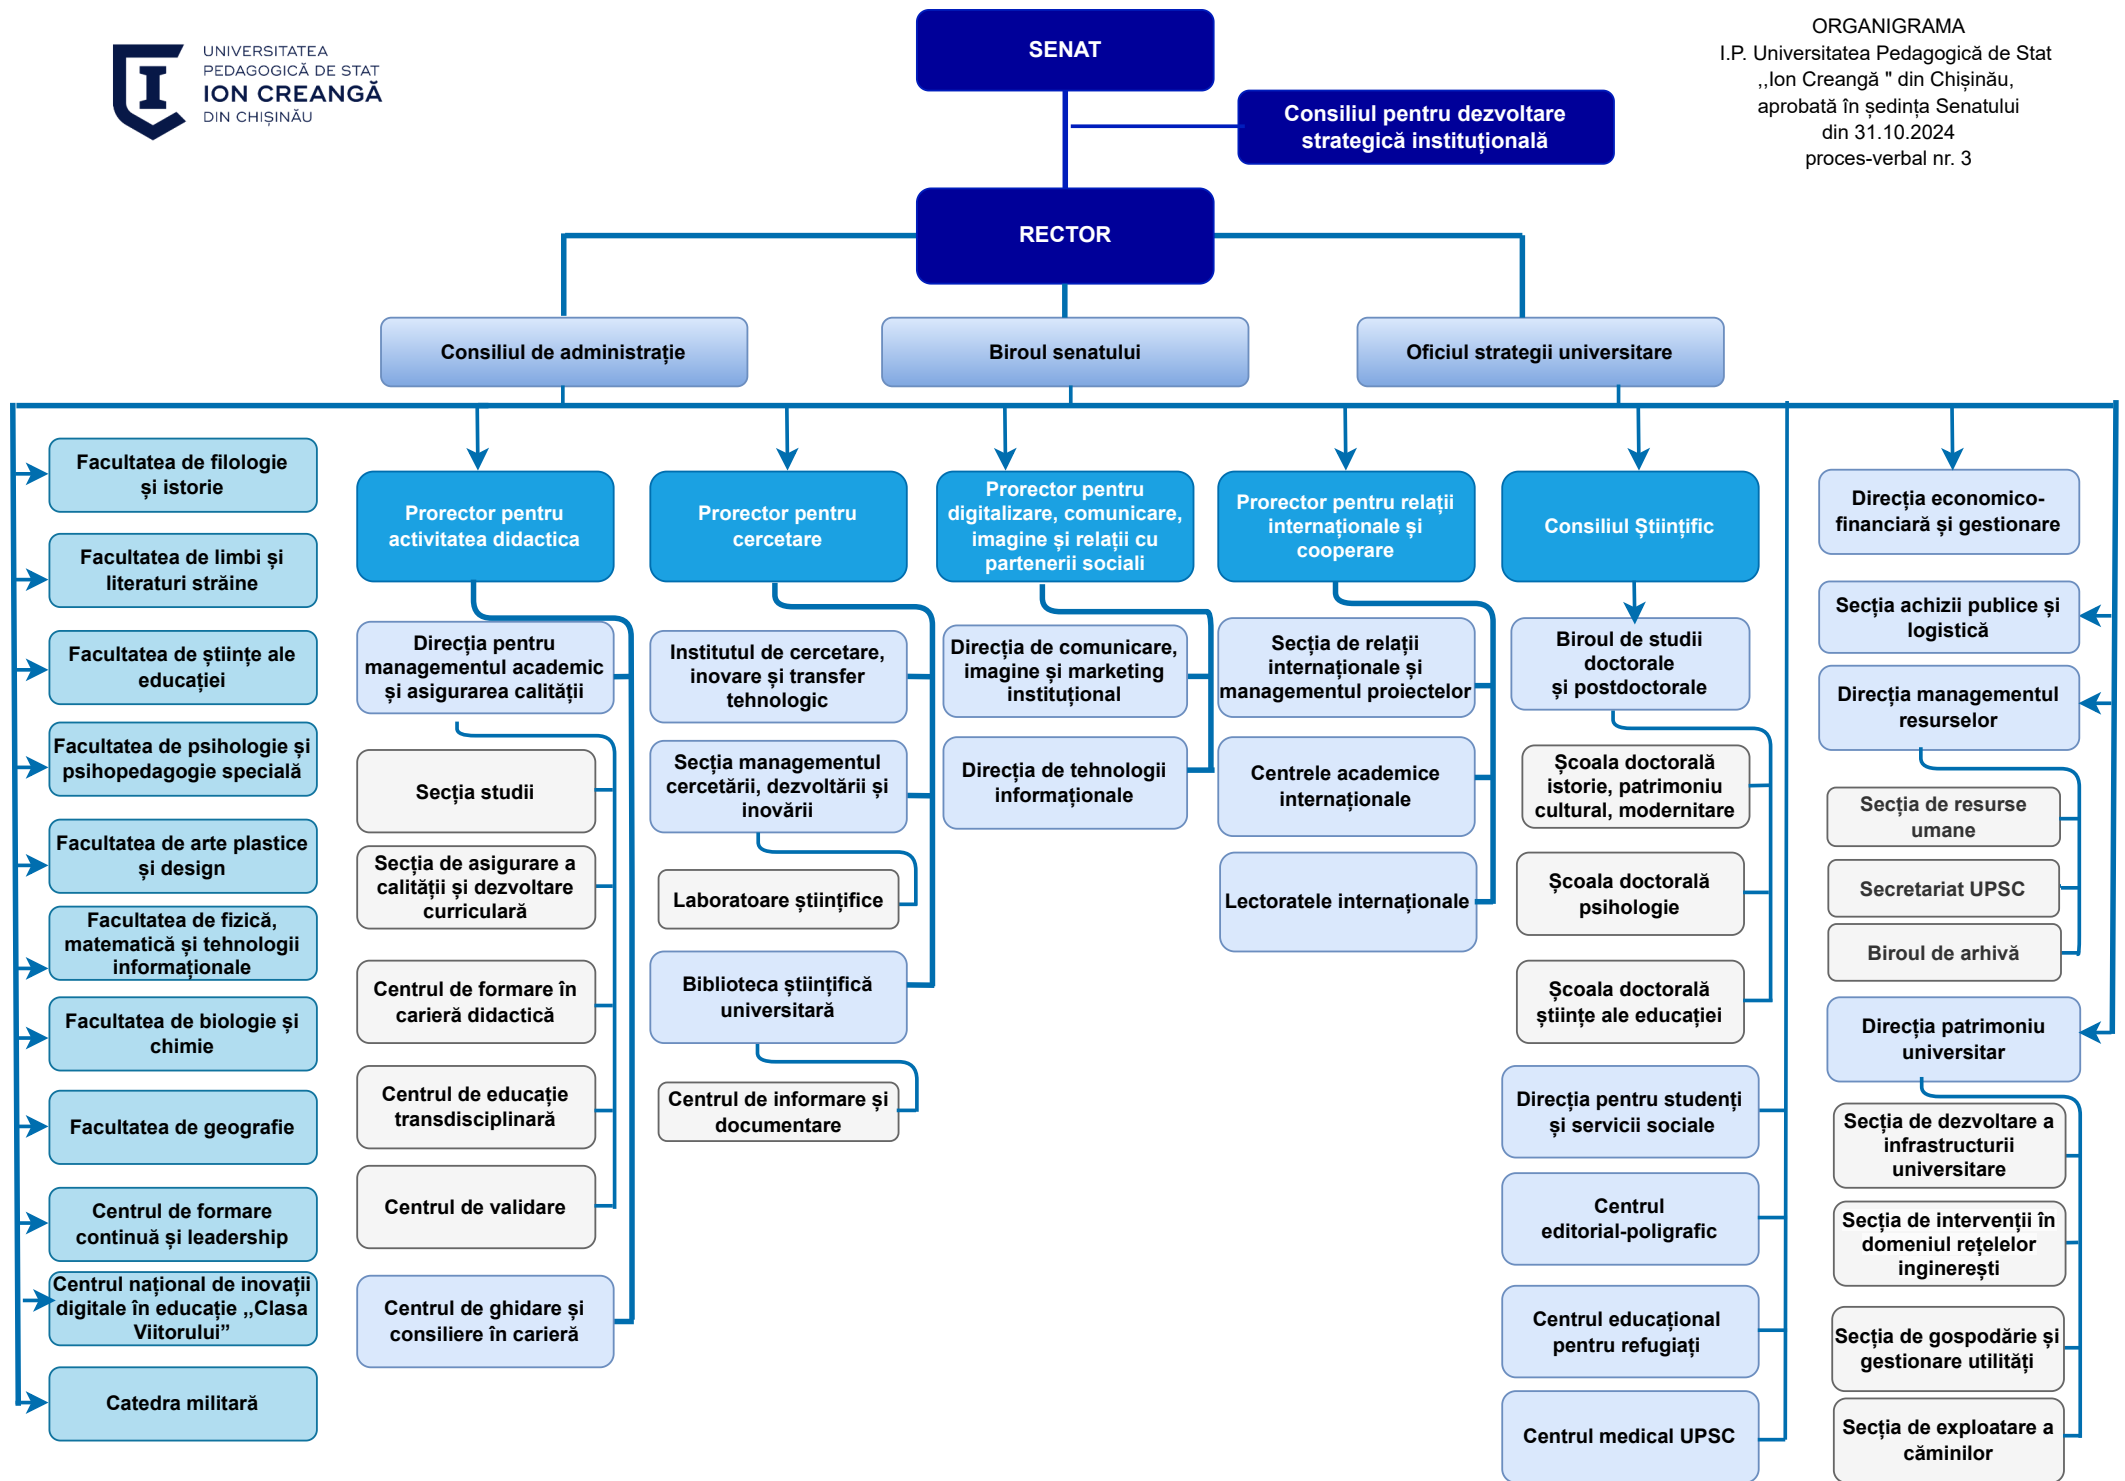 UNIVERSITATEA
PEDAGOGICĂ DE STAT
ION CREANGĂ
DIN CHIȘINĂU
ORGANIGRAMA
I.P. Universitatea Pedagogică de Stat
,,Ion Creangă " din Chișinău,
aprobată în ședința Senatului
din 31.10.2024
proces-verbal nr. 3
SENAT
Consiliul pentru dezvoltare
strategică instituțională
RECTOR
Consiliul de administrație
Biroul senatului
Oficiul strategii universitare
Facultatea de filologie
și istorie
Facultatea de limbi și
literaturi străine
Facultatea de științe ale
educației
Facultatea de psihologie și
psihopedagogie specială
Facultatea de arte plastice
și design
Facultatea de fizică,
matematică și tehnologii
informaționale
Facultatea de biologie și
chimie
Facultatea de geografie
Centrul de formare
continuă și leadership
Centrul național de inovații
digitale în educație ,,Clasa
Viitorului”
Catedra militară
Prorector pentru
activitatea didactica
Direcția pentru
managementul academic
și asigurarea calității
Secția studii
Secția de asigurare a
calității și dezvoltare
curriculară
Centrul de formare în
carieră didactică
Centrul de educație
transdisciplinară
Centrul de validare
Centrul de ghidare și
consiliere în carieră
Prorector pentru
cercetare
Institutul de cercetare,
inovare și transfer
tehnologic
Secția managementul
cercetării, dezvoltării și
inovării
Laboratoare științifice
Biblioteca științifică
universitară
Centrul de informare și
documentare
Prorector pentru
digitalizare, comunicare,
imagine și relații cu
partenerii sociali
Direcția de comunicare,
imagine și marketing
instituțional
Direcția de tehnologii
informaționale
Prorector pentru relații
internaționale și
cooperare
Secția de relații
internaționale și
managementul proiectelor
Centrele academice
internaționale
Lectoratele internaționale
Consiliul Științific
Biroul de studii
doctorale
și postdoctorale
Școala doctorală
istorie, patrimoniu
cultural, modernitare
Școala doctorală
psihologie
Școala doctorală
științe ale educației
Direcția pentru studenți
și servicii sociale
Centrul
editorial-poligrafic
Centrul educațional
pentru refugiați
Centrul medical UPSC
Direcția economico-
financiară și gestionare
Secția achizii publice și
logistică
Direcția managementul
resurselor
Secția de resurse
umane
Secretariat UPSC
Biroul de arhivă
Direcția patrimoniu
universitar
Secția de dezvoltare a
infrastructurii
universitare
Secția de intervenții în
domeniul rețelelor
inginerești
Secția de gospodărie și
gestionare utilități
Secția de exploatare a
căminilor